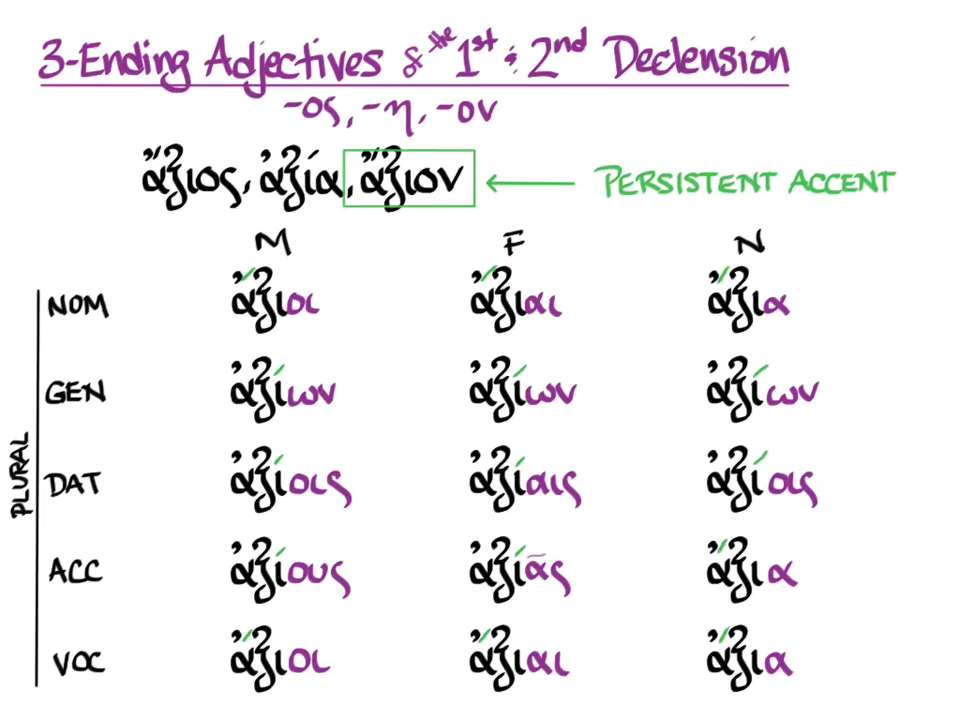 3-Ending Adjectives & the 1st & 2nd Declension
-ος, -η, -ον
ἄξιος, ἀξία, ἄξιον ← PERSISTENT ACCENT
M F N
PLURAL
NOM ἄξιοι ἄξιαι ἄξια
GEN ἀξίων ἀξίων ἀξίων
DAT ἀξίοις ἀξίαις ἀξίοις
ACC ἀξίους ἀξίᾱς ἄξια
VOC ἄξιοι ἄξιαι ἄξια